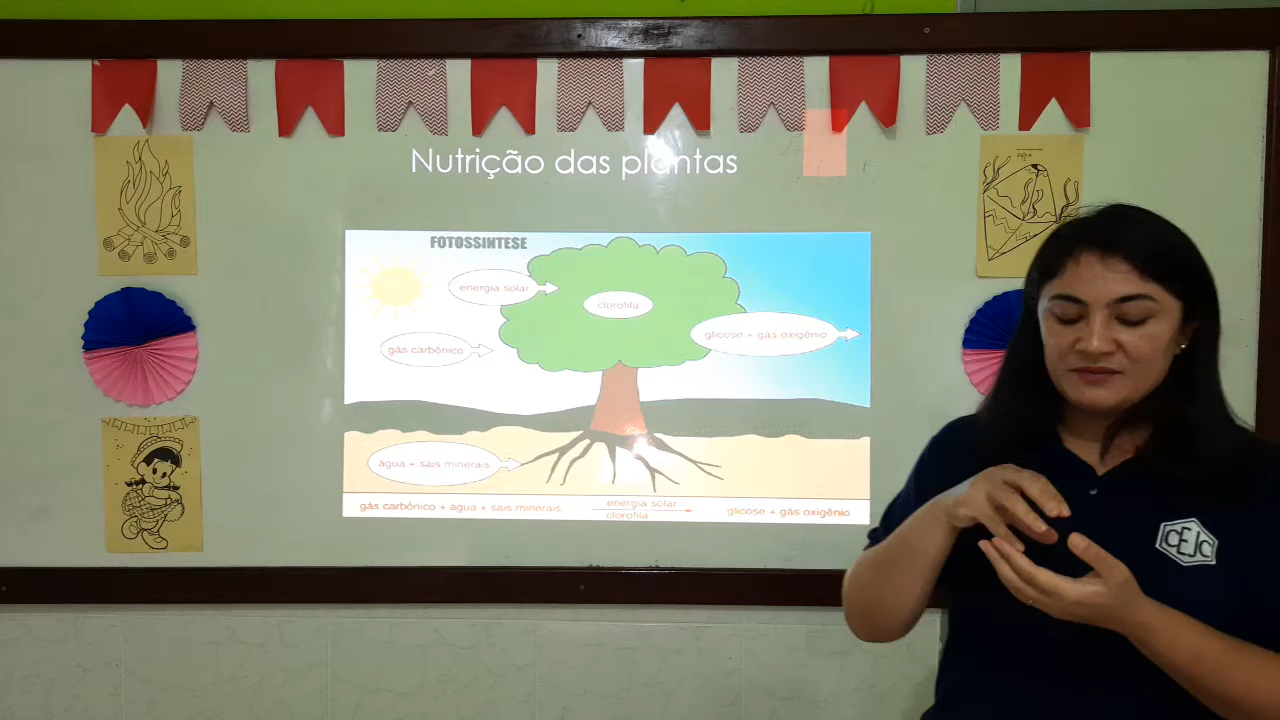 Nutrição das plantas
FOTOSSINTESE
energia solar
clorofila
gás carbônico
glicose + gás oxigênio
água + sais minerais
gás carbônico + água + sais minerais
energia solar
clorofila
glicose + gás oxigênio
CEJC